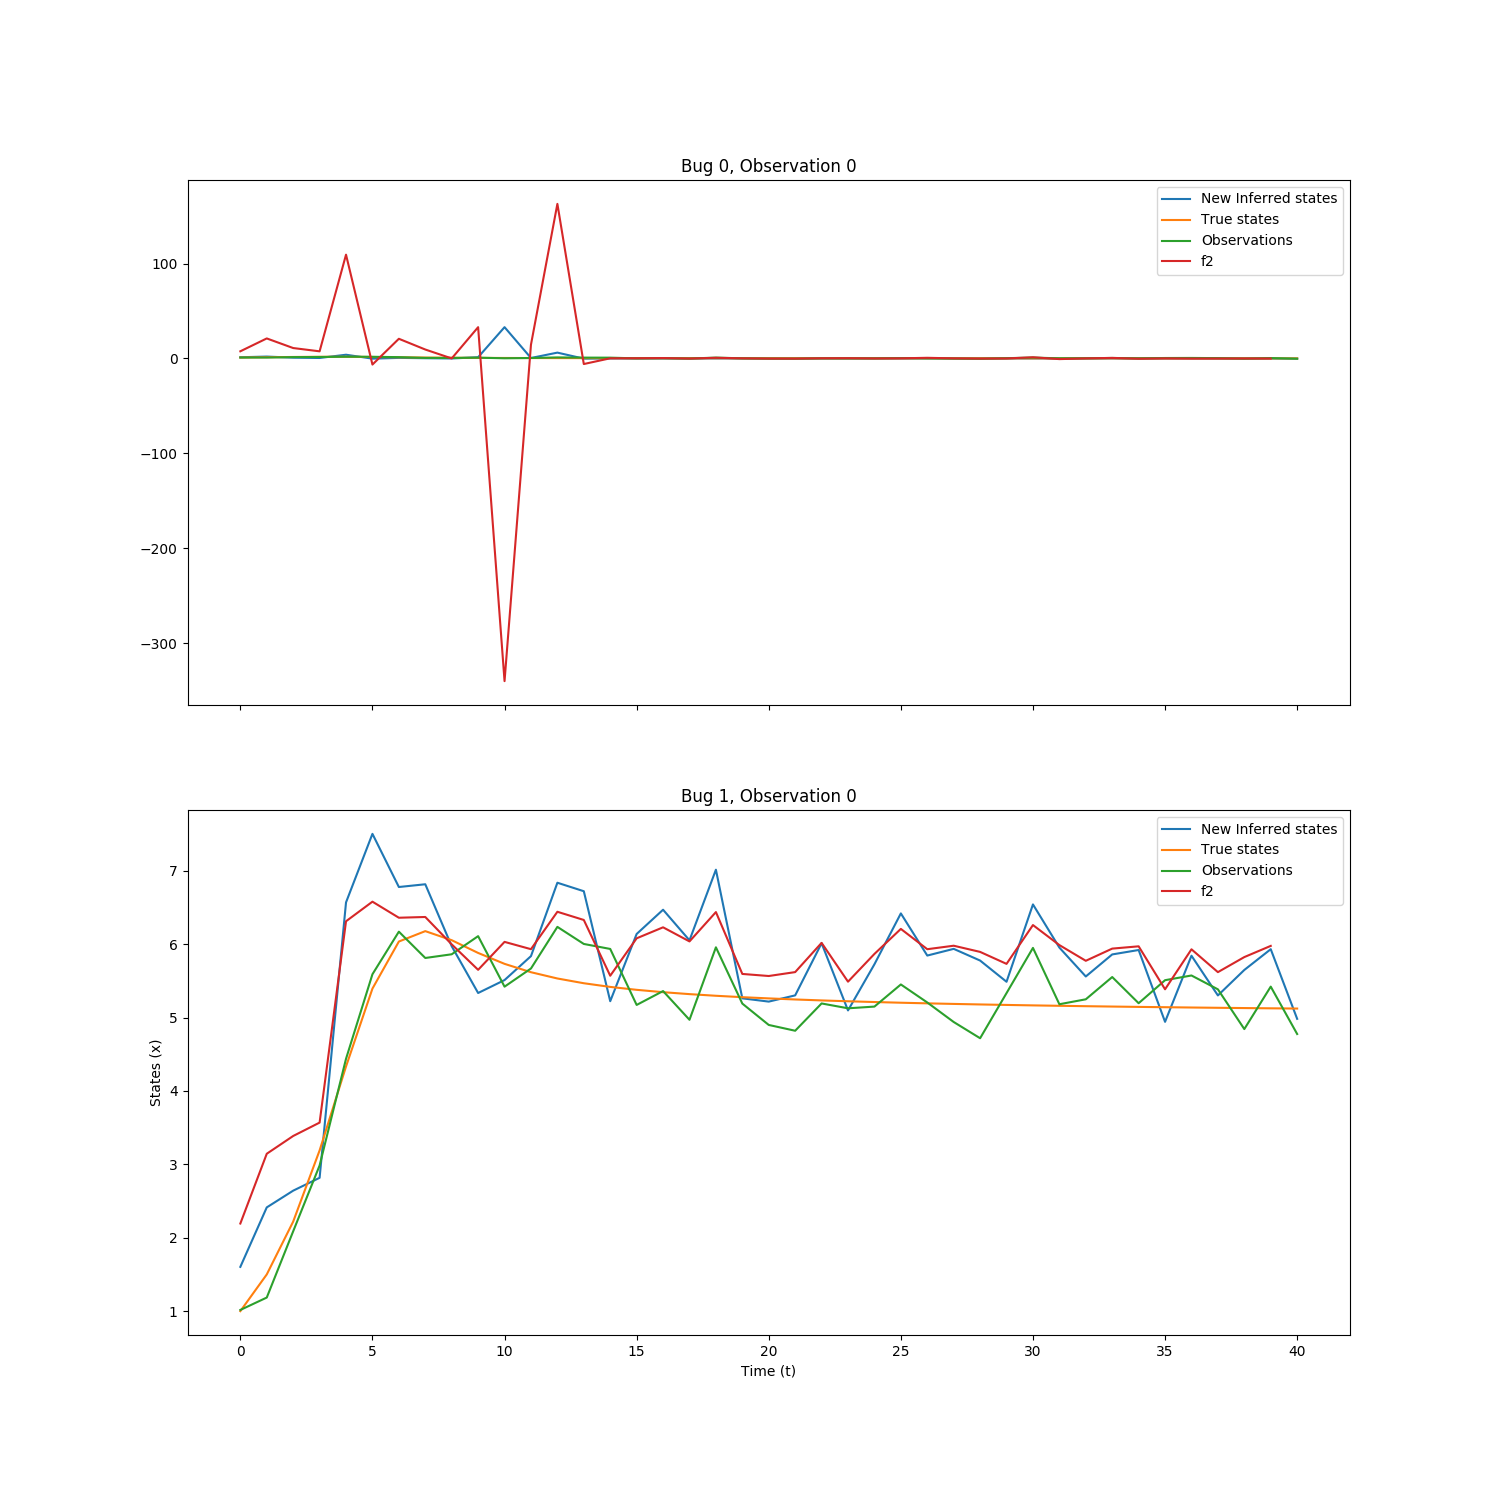 Bug 0, Observation 0
New Inferred states
True states
Observations
f2
100
0
−100
−200
−300
Bug 1, Observation 0
New Inferred states
True states
Observations
f2
7
6
5
4
3
2
1
States (x)
0 5 10 15 20 25 30 35 40
Time (t)